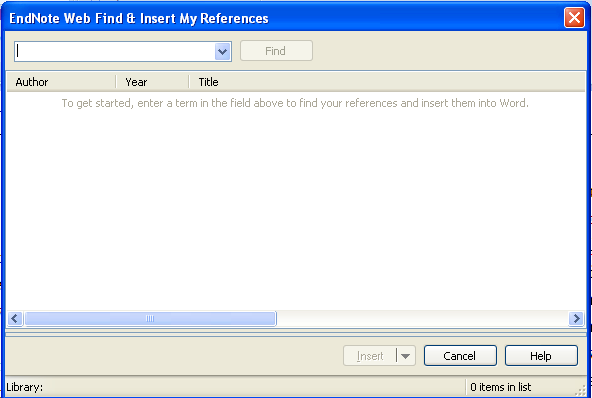 EndNote Web Find & Insert My References
Find
Author Year Title
To get started, enter a term in the field above to find your references and insert them into Word.
Insert Cancel Help
Library: 0 items in list